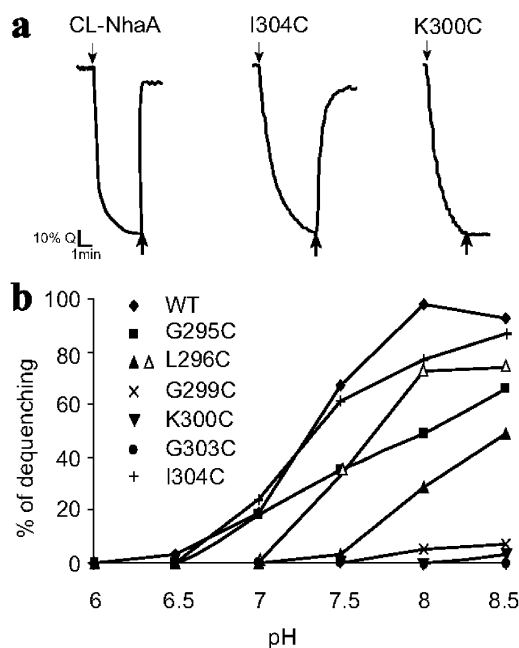 a
CL-NhaA I304C K300C
10% Q
1min
b
% of dequenching
100
80
60
40
20
0
WT
G295C
L296C
G299C
K300C
G303C
I304C
6 6.5 7 7.5 8 8.5
pH